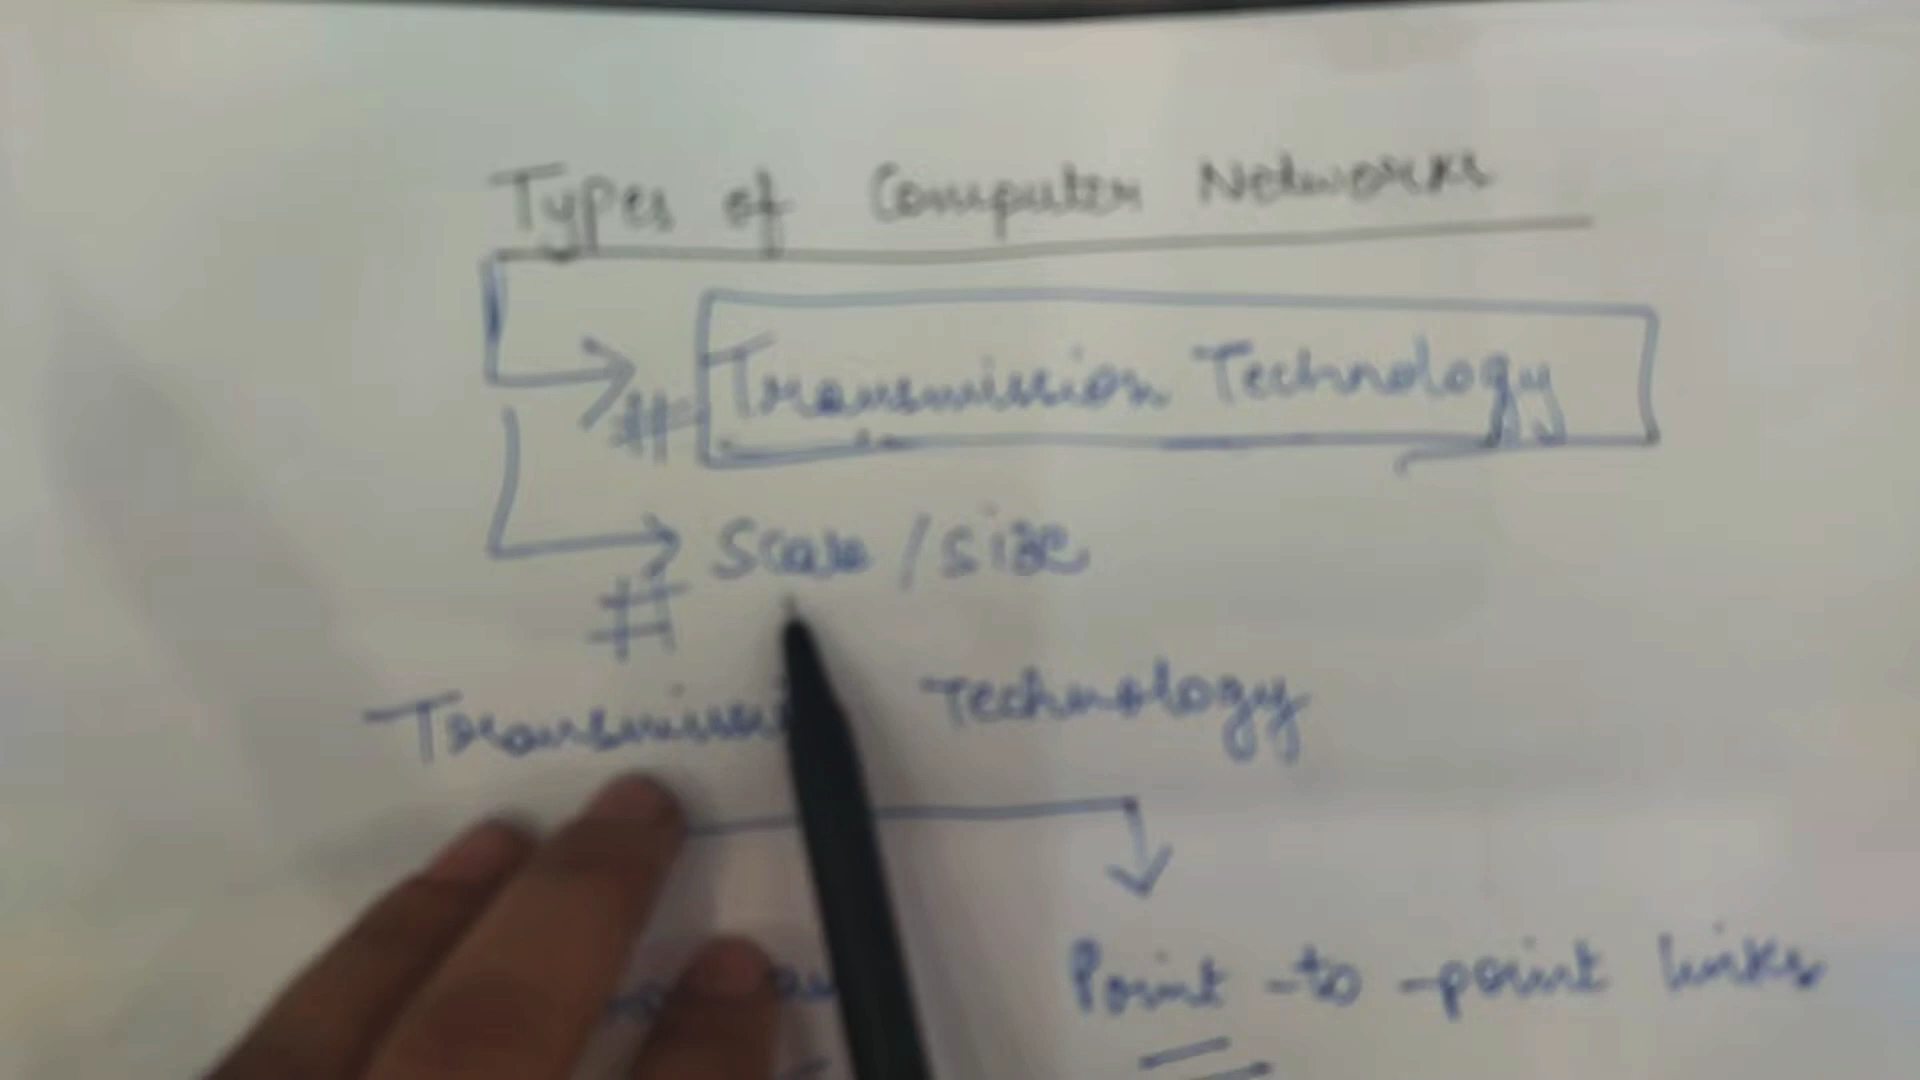 Types of Computer Networks
# Transmission Technology
# Scale / Size
Technology
Point-to-point links